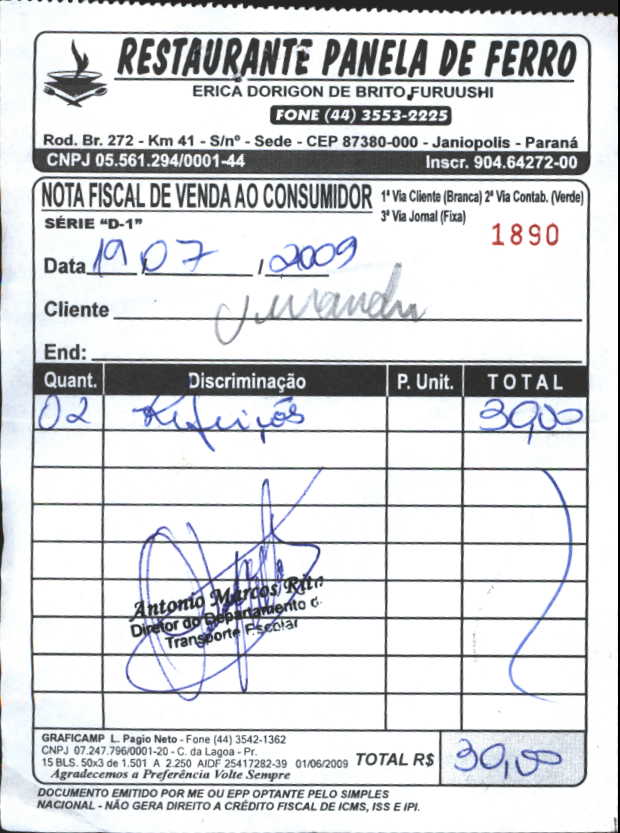 RESTAURANTE PANELA DE FERRO
ERICA DORIGON DE BRITO FURUUSHI
FONE (44) 3553-2225
Rod. Br. 272 - Km 41 - S/nº - Sede - CEP 87380-000 - Janiopolis - Paraná
CNPJ 05.561.294/0001-44 Inscr. 904.64272-00
NOTA FISCAL DE VENDA AO CONSUMIDOR 1ª Via Cliente (Branca) 2ª Via Contab. (Verde)
SÉRIE "D-1" 3ª Via Jornal (Fixa)
1890
Data 19 / 07 / 2009
Cliente
End:
Quant. Discriminação P. Unit. TOTAL
02 Refeições 30,00
Antonio Marcos
Diretor do Departamento
Transporte Escolar
GRAFICAMP L. Pagio Neto - Fone (44) 3542-1362
CNPJ 07.247.796/0001-20 - C. da Lagoa - Pr.
15 BLS. 50x3 de 1.501 A 2.250 AIDF 25417282-39 01/06/2009
Agradecemos a Preferência Volte Sempre
TOTAL R$ 30,00
DOCUMENTO EMITIDO POR ME OU EPP OPTANTE PELO SIMPLES
NACIONAL - NÃO GERA DIREITO A CRÉDITO FISCAL DE ICMS, ISS E IPI.